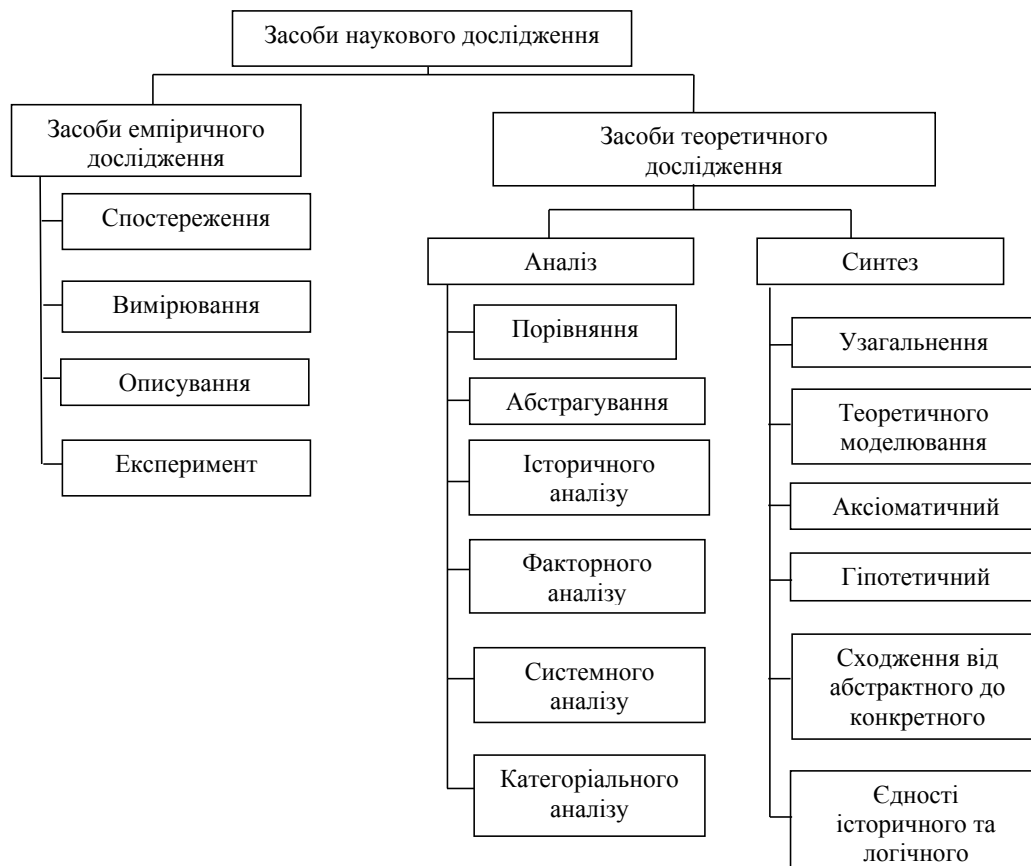 Засоби наукового дослідження
Засоби емпіричного
дослідження
Спостереження
Вимірювання
Описування
Експеримент
Засоби теоретичного
дослідження
Аналіз
Порівняння
Абстрагування
Історичного
аналізу
Факторного
аналізу
Системного
аналізу
Категоріального
аналізу
Синтез
Узагальнення
Теоретичного
моделювання
Аксіоматичний
Гіпотетичний
Сходження від
абстрактного до
конкретного
Єдності
історичного та
логічного